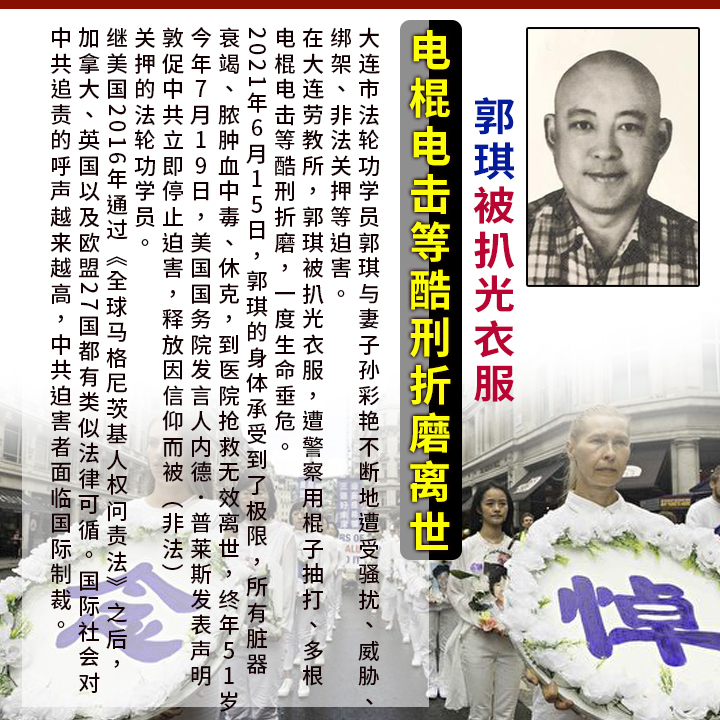 郭琪被扒光衣服
电棍电击等酷刑折磨离世
大连市法轮功学员郭琪与妻子孙彩艳不断地遭受骚扰、威胁、
绑架、非法关押等迫害。
在大连劳教所，郭琪被扒光衣服，遭警察用棍子抽打、多根
电棍电击等酷刑折磨，一度生命垂危。
2021年6月15日，郭琪的身体承受到了极限，所有脏器
衰竭、脓肿血中毒、休克，到医院抢救无效离世，终年51岁
今年7月19日，美国国务院发言人内德·普莱斯发表声明
敦促中共立即停止迫害，释放因信仰而被（非法）
关押的法轮功学员。
继美国2016年通过《全球马格尼茨基人权问责法》之后，
加拿大、英国以及欧盟27国都有类似法律可循。国际社会对
中共追责的呼声越来越高，中共迫害者面临国际制裁。
念
悼